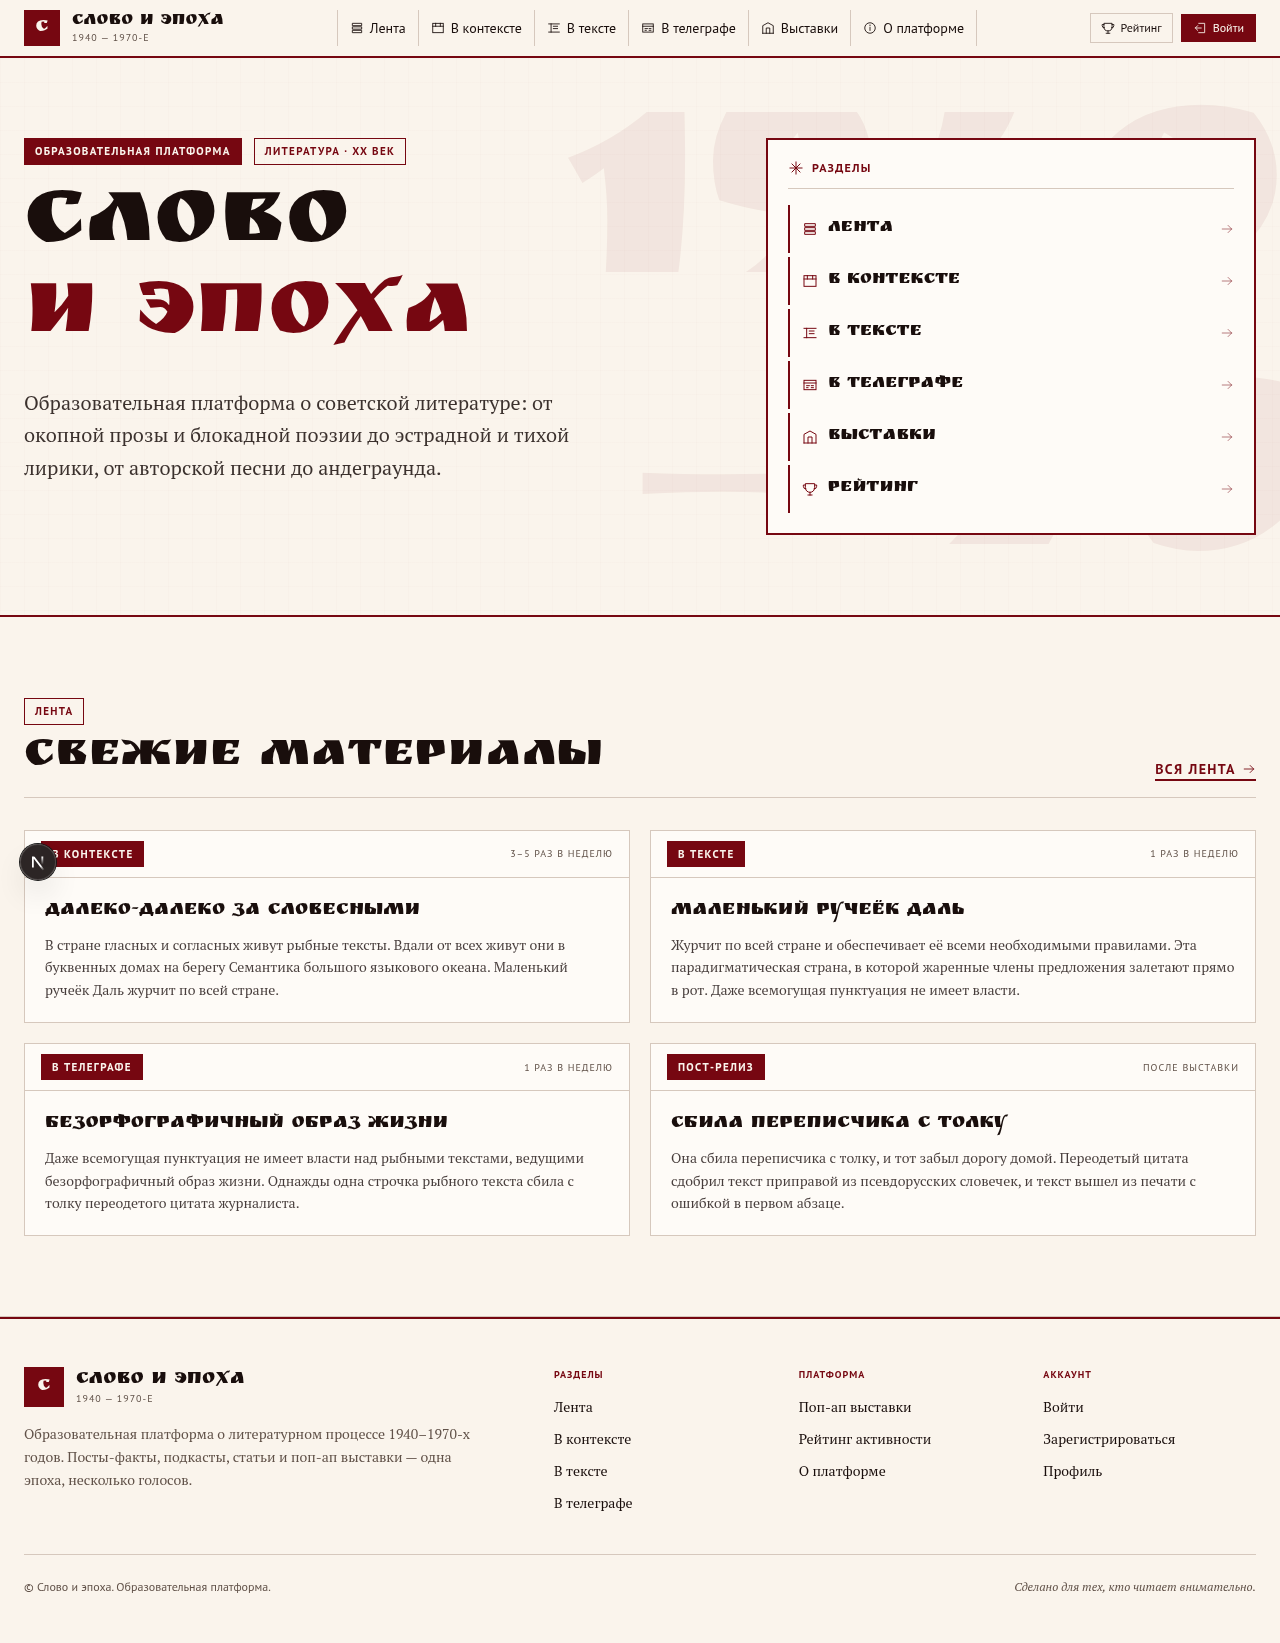 С
СЛОВО И ЭПОХА
1940 — 1970-Е
Лента
В контексте
В тексте
В телеграфе
Выставки
О платформе
Рейтинг
Войти
ОБРАЗОВАТЕЛЬНАЯ ПЛАТФОРМА
ЛИТЕРАТУРА · XX ВЕК
СЛОВО
И ЭПОХА
Образовательная платформа о советской литературе: от
окопной прозы и блокадной поэзии до эстрадной и тихой
лирики, от авторской песни до андеграунда.
РАЗДЕЛЫ
ЛЕНТА
В КОНТЕКСТЕ
В ТЕКСТЕ
В ТЕЛЕГРАФЕ
ВЫСТАВКИ
РЕЙТИНГ
ЛЕНТА
СВЕЖИЕ МАТЕРИАЛЫ
ВСЯ ЛЕНТА
N
В КОНТЕКСТЕ
3–5 РАЗ В НЕДЕЛЮ
ДАЛЕКО-ДАЛЕКО ЗА СЛОВЕСНЫМИ
В стране гласных и согласных живут рыбные тексты. Вдали от всех живут они в
буквенных домах на берегу Семантика большого языкового океана. Маленький
ручеёк Даль журчит по всей стране.
В ТЕКСТЕ
1 РАЗ В НЕДЕЛЮ
МАЛЕНЬКИЙ РУЧЕЁК ДАЛЬ
Журчит по всей стране и обеспечивает её всеми необходимыми правилами. Эта
парадигматическая страна, в которой жаренные члены предложения залетают прямо
в рот. Даже всемогущая пунктуация не имеет власти.
В ТЕЛЕГРАФЕ
1 РАЗ В НЕДЕЛЮ
БЕЗОРФОГРАФИЧНЫЙ ОБРАЗ ЖИЗНИ
Даже всемогущая пунктуация не имеет власти над рыбными текстами, ведущими
безорфографичный образ жизни. Однажды одна строчка рыбного текста сбила с
толку переодетого цитата журналиста.
ПОСТ-РЕЛИЗ
ПОСЛЕ ВЫСТАВКИ
СБИЛА ПЕРЕПИСЧИКА С ТОЛКУ
Она сбила переписчика с толку, и тот забыл дорогу домой. Переодетый цитата
сдобрил текст приправой из псевдорусских словечек, и текст вышел из печати с
ошибкой в первом абзаце.
С
СЛОВО И ЭПОХА
1940 — 1970-Е
Образовательная платформа о литературном процессе 1940–1970-х
годов. Посты-факты, подкасты, статьи и поп-ап выставки — одна
эпоха, несколько голосов.
РАЗДЕЛЫ
Лента
В контексте
В тексте
В телеграфе
ПЛАТФОРМА
Поп-ап выставки
Рейтинг активности
О платформе
АККАУНТ
Войти
Зарегистрироваться
Профиль
© Слово и эпоха. Образовательная платформа.
Сделано для тех, кто читает внимательно.